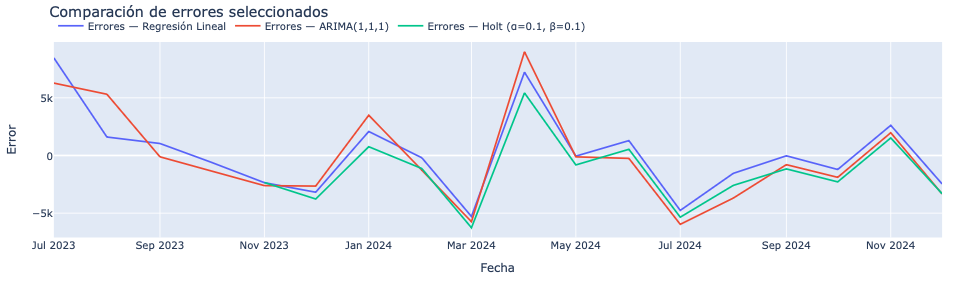 Comparación de errores seleccionados
Errores — Regresión Lineal Errores — ARIMA(1,1,1) Errores — Holt (α=0.1, β=0.1)
5k
0
−5k
Error
Jul 2023 Sep 2023 Nov 2023 Jan 2024 Mar 2024 May 2024 Jul 2024 Sep 2024 Nov 2024
Fecha